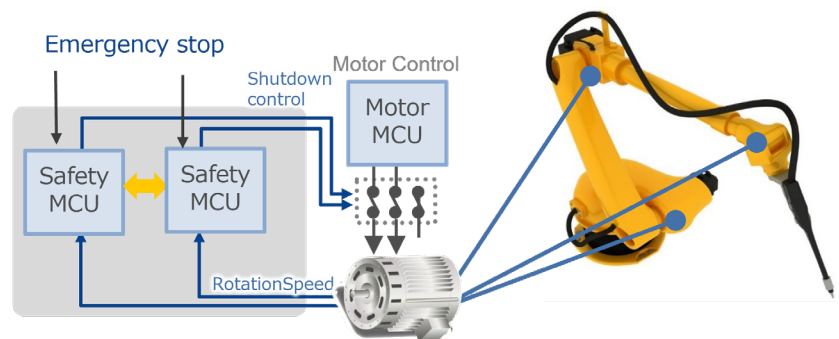 Emergency stop
Motor Control
Shutdown
control
Motor
MCU
Safety
MCU
Safety
MCU
RotationSpeed